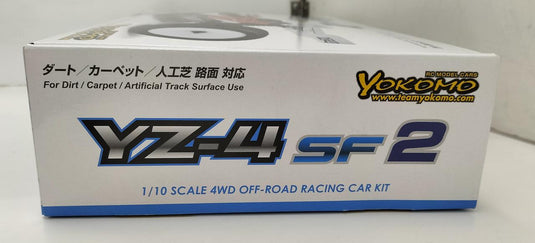 ダート／カーペット／人工芝 路面 対応
For Dirt / Carpet / Artificial Track Surface Use
RC MODEL CARS
YOKOMO
www.teamyokomo.com
YZ-4 SF 2
1/10 SCALE 4WD OFF-ROAD RACING CAR KIT